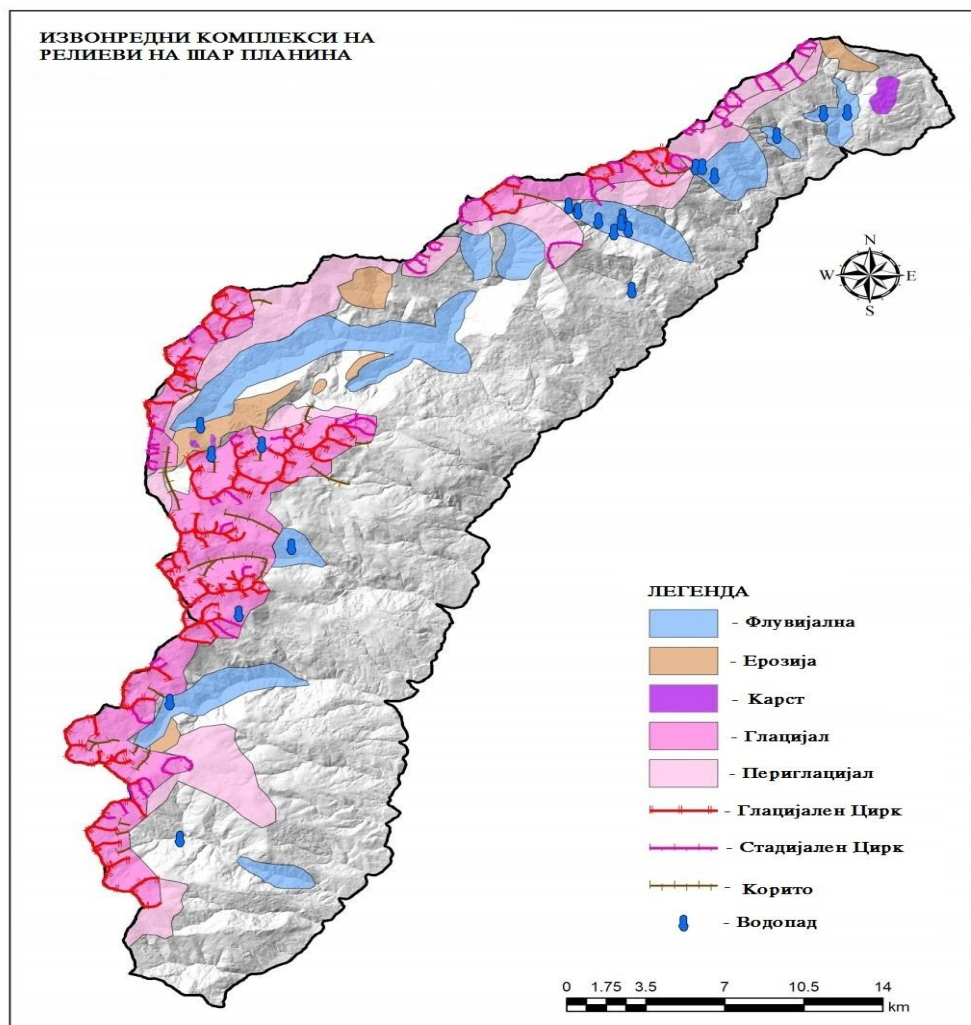 ИЗВОНРЕДНИ КОМПЛЕКСИ НА
РЕЛИЕВИ НА ШАР ПЛАНИНА
N
W E
S
ЛЕГЕНДА
- Флувијална
- Ерозија
- Карст
- Глацијал
- Периглацијал
- Глацијален Цирк
- Стадијален Цирк
- Корито
- Водопад
0 1.75 3.5 7 10.5 14
km